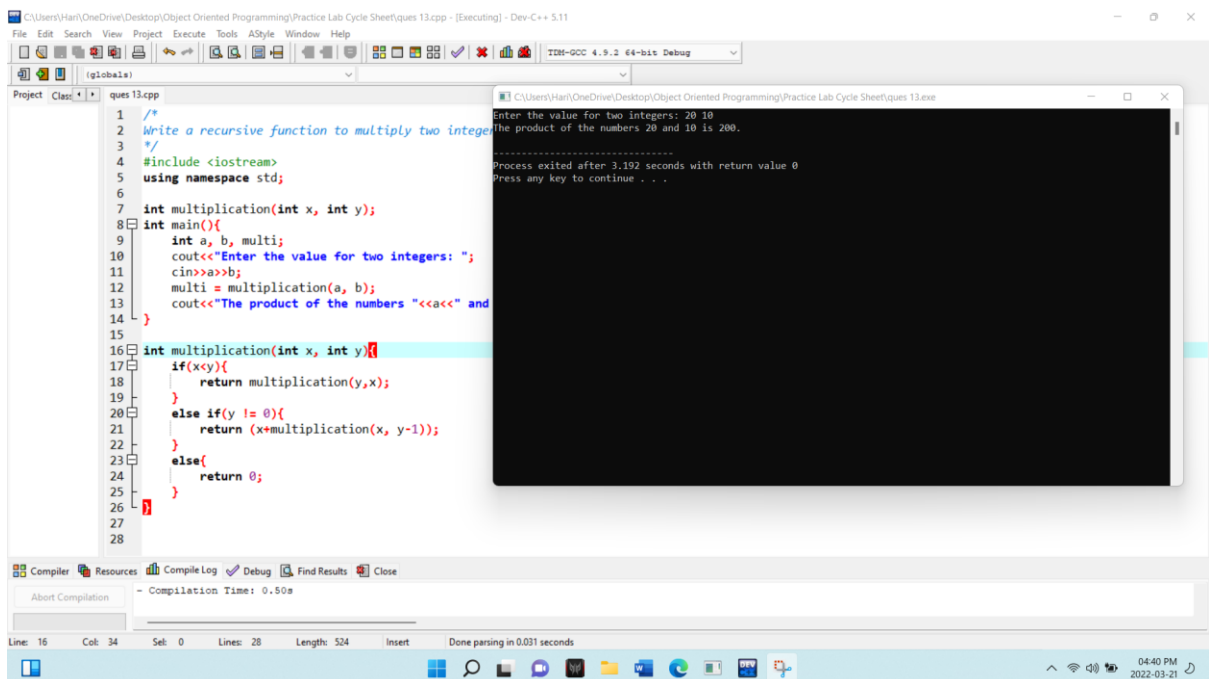 C:\Users\Hari\OneDrive\Desktop\Object Oriented Programming\Practice Lab Cycle Sheet\ques 13.cpp - [Executing] - Dev-C++ 5.11
File Edit Search View Project Execute Tools AStyle Window Help
TDM-GCC 4.9.2 64-bit Debug
(globals)
Project Clas: ques 13.cpp
1 /*
2 Write a recursive function to multiply two intege
3 */
4 #include <iostream>
5 using namespace std;
6
7 int multiplication(int x, int y);
8 int main(){
9 int a, b, multi;
10 cout<<"Enter the value for two integers: ";
11 cin>>a>>b;
12 multi = multiplication(a, b);
13 cout<<"The product of the numbers "<<a<<" and
14 }
15
16 int multiplication(int x, int y){
17 if(x<y){
18 return multiplication(y,x);
19 }
20 else if(y != 0){
21 return (x+multiplication(x, y-1));
22 }
23 else{
24 return 0;
25 }
26 }
27
28
C:\Users\Hari\OneDrive\Desktop\Object Oriented Programming\Practice Lab Cycle Sheet\ques 13.exe
Enter the value for two integers: 20 10
The product of the numbers 20 and 10 is 200.
--------------------------------
Process exited after 3.192 seconds with return value 0
Press any key to continue . . .
Compiler Resources Compile Log Debug Find Results Close
Abort Compilation
- Compilation Time: 0.50s
Line: 16 Col: 34 Sel: 0 Lines: 28 Length: 524 Insert Done parsing in 0.031 seconds
DEV
04:40 PM
2022-03-21